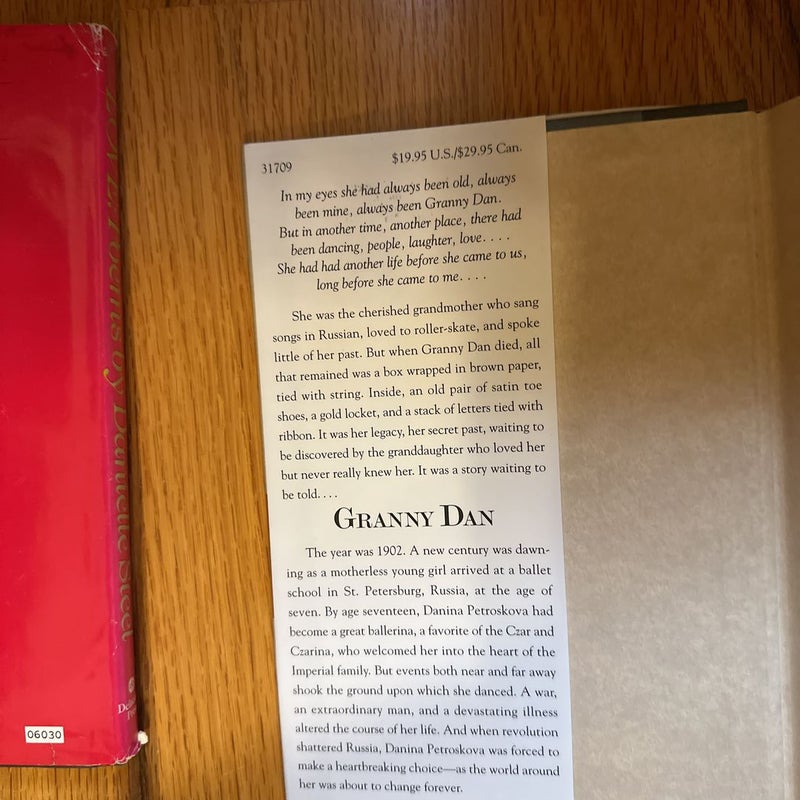 LOVE: Poems by Danielle Steel
06030
31709
$19.95 U.S./$29.95 Can.
In my eyes she had always been old, always
been mine, always been Granny Dan.
But in another time, another place, there had
been dancing, people, laughter, love. . . .
She had had another life before she came to us,
long before she came to me. . . .
She was the cherished grandmother who sang
songs in Russian, loved to roller-skate, and spoke
little of her past. But when Granny Dan died, all
that remained was a box wrapped in brown paper,
tied with string. Inside, an old pair of satin toe
shoes, a gold locket, and a stack of letters tied with
ribbon. It was her legacy, her secret past, waiting to
be discovered by the granddaughter who loved her
but never really knew her. It was a story waiting to
be told. . . .
GRANNY DAN
The year was 1902. A new century was dawn-
ing as a motherless young girl arrived at a ballet
school in St. Petersburg, Russia, at the age of
seven. By age seventeen, Danina Petroskova had
become a great ballerina, a favorite of the Czar and
Czarina, who welcomed her into the heart of the
Imperial family. But events both near and far away
shook the ground upon which she danced. A war,
an extraordinary man, and a devastating illness
altered the course of her life. And when revolution
shattered Russia, Danina Petroskova was forced to
make a heartbreaking choice—as the world around
her was about to change forever.